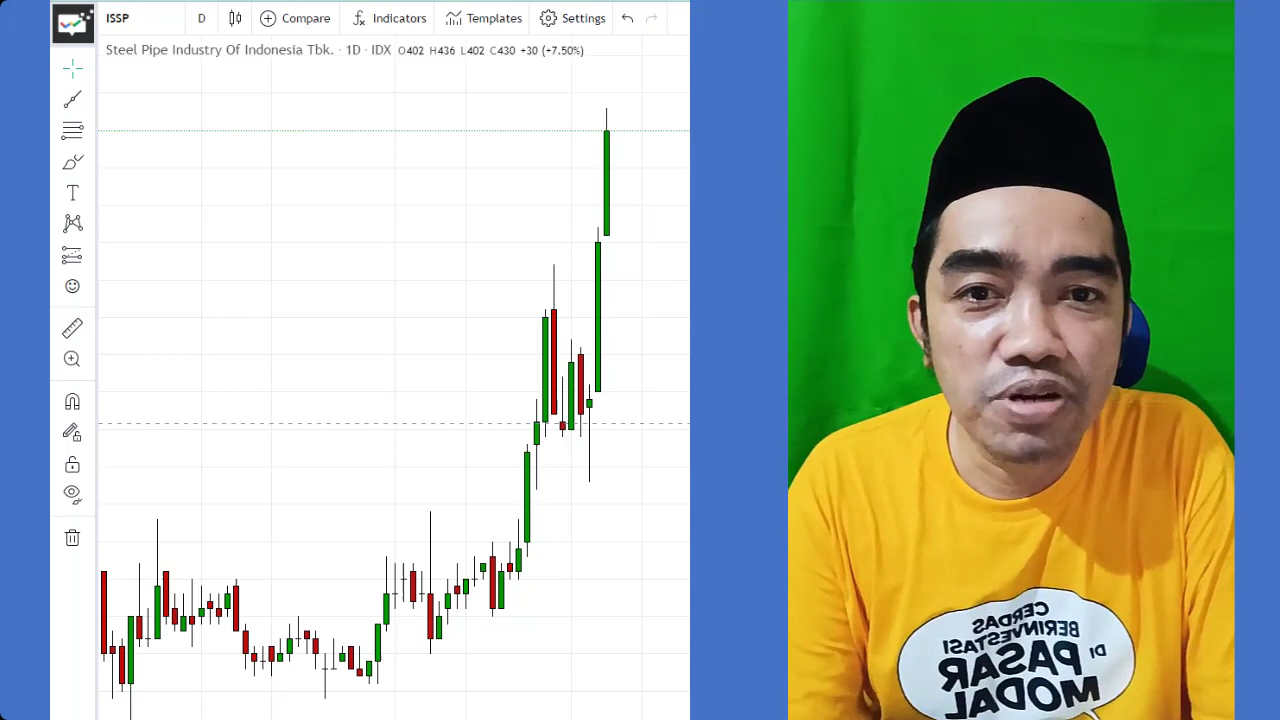 ISSP D Compare Indicators Templates Settings
Steel Pipe Industry Of Indonesia Tbk. · 1D · IDX O402 H436 L402 C430 +30 (+7.50%)
T
CERDAS
BERINVESTASI
DI PASAR
MODAL